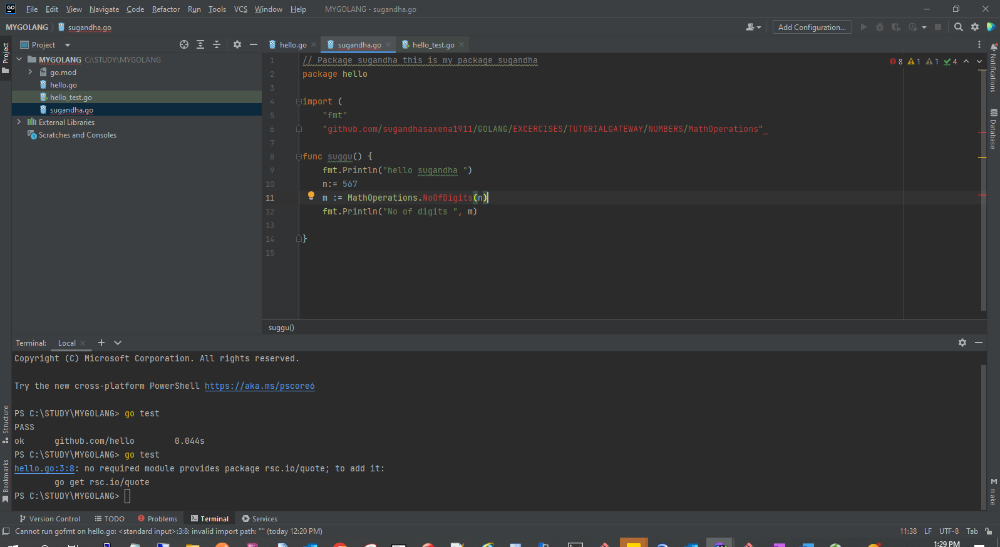 GO File Edit View Navigate Code Refactor Run Tools VCS Window Help MYGOLANG - sugandha.go
MYGOLANG sugandha.go Add Configuration...
Project
Project
hello.go sugandha.go hello_test.go
MYGOLANG C:\STUDY\MYGOLANG
go.mod
hello.go
hello_test.go
sugandha.go
External Libraries
Scratches and Consoles
8 1 1 4
1 // Package sugandha this is my package sugandha
2 package hello
3
4 import (
5 "fmt"
6 "github.com/sugandhasaxena1911/GOLANG/EXCERCISES/TUTORIALGATEWAY/NUMBERS/MathOperations"
7
8 func suggu() {
9 fmt.Println("hello sugandha ")
10 n:= 567
11 m := MathOperations.NoOfDigits(n)
12 fmt.Println("No of digits ", m)
13
14 }
15
suggu()
Notifications
Database
make
Structure
Bookmarks
Terminal: Local
Copyright (C) Microsoft Corporation. All rights reserved.
Try the new cross-platform PowerShell https://aka.ms/pscore6
PS C:\STUDY\MYGOLANG> go test
PASS
ok github.com/hello 0.044s
PS C:\STUDY\MYGOLANG> go test
hello.go:3:8: no required module provides package rsc.io/quote; to add it:
go get rsc.io/quote
PS C:\STUDY\MYGOLANG>
Version Control TODO Problems Terminal Services
Cannot run gofmt on hello.go: <standard input>:3:8: invalid import path: "" (today 12:20 PM) 11:38 LF UTF-8 Tab
1:29 PM